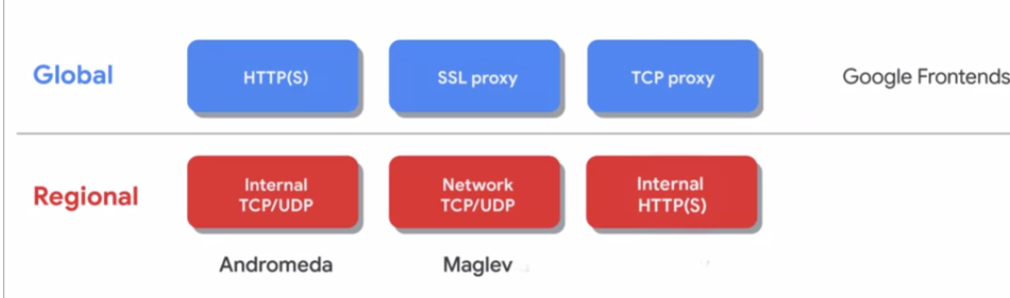 Global
HTTP(S)
SSL proxy
TCP proxy
Google Frontends
Regional
Internal
TCP/UDP
Network
TCP/UDP
Internal
HTTP(S)
Andromeda
Maglev